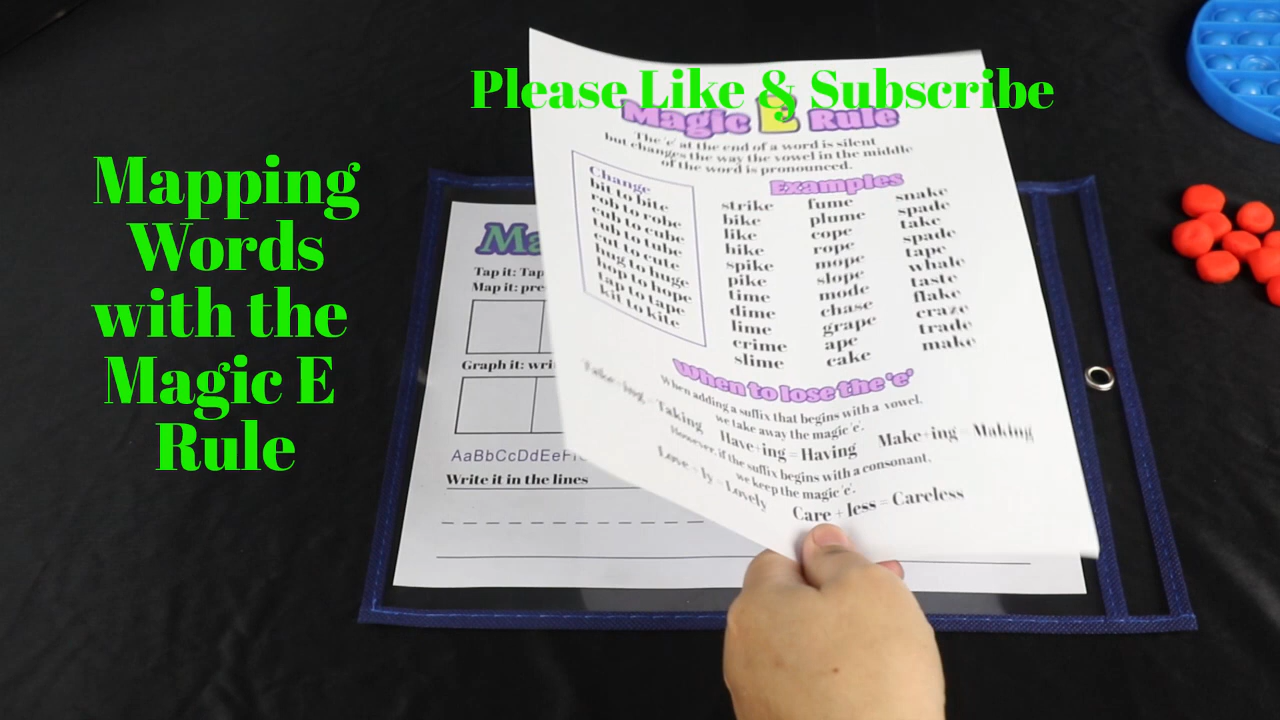 Please Like & Subscribe
Mapping
Words
with the
Magic E
Rule
Magic E Rule
The 'e' at the end of a word is silent
but changes the way the vowel in the middle
of the word is pronounced.
Change
bit to bite
rob to robe
cub to cube
tub to tube
cut to cute
hug to huge
hop to hope
tap to tape
kit to kite
Examples
strike
bike
like
hike
spike
pike
time
dime
lime
crime
slime
fume
plume
cope
rope
mope
slope
mode
chase
grape
ape
cake
snake
spade
take
spade
tape
whale
taste
flake
craze
trade
make
When to lose the 'e'
When adding a suffix that begins with a vowel,
we take away the magic 'e'.
Take+ing = Taking
Have+ing = Having
Make+ing = Making
However, if the suffix begins with a consonant,
we keep the magic 'e'.
Love + ly = Lovely
Care + less = Careless
Ma
Tap it: Tap
Map it: pre
Graph it: wri
AaBbCcDdEeF
Write it in the lines